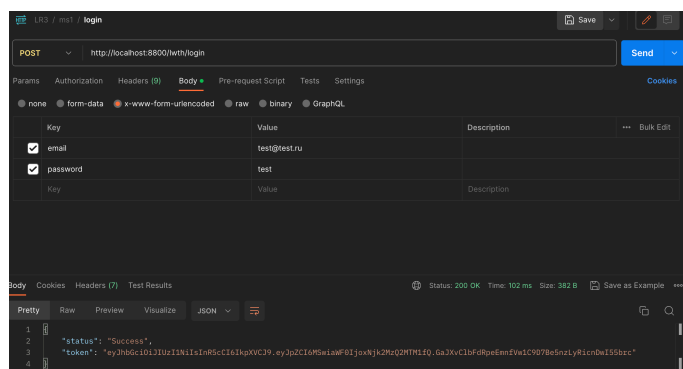 LR3 / ms1 / login
Save
POST
http://localhost:8800/lwth/login
Send
Params Authorization Headers (9) Body Pre-request Script Tests Settings Cookies
none form-data x-www-form-urlencoded raw binary GraphQL
Key Value Description ••• Bulk Edit
email test@test.ru
password test
Key Value Description
Body Cookies Headers (7) Test Results Status: 200 OK Time: 102 ms Size: 382 B Save as Example •••
Pretty Raw Preview Visualize JSON
1 {
2 "status": "Success",
3 "token": "eyJhbGciOiJIUzI1NiIsInR5cCI6IkpXVCJ9.eyJpZCI6MSwiaWF0IjoxNjk2MzQ2MTM1fQ.GaJXvClbFdRpeEmnfVw1C9D7Be5nzLyRicnDwI55brc"
4 }